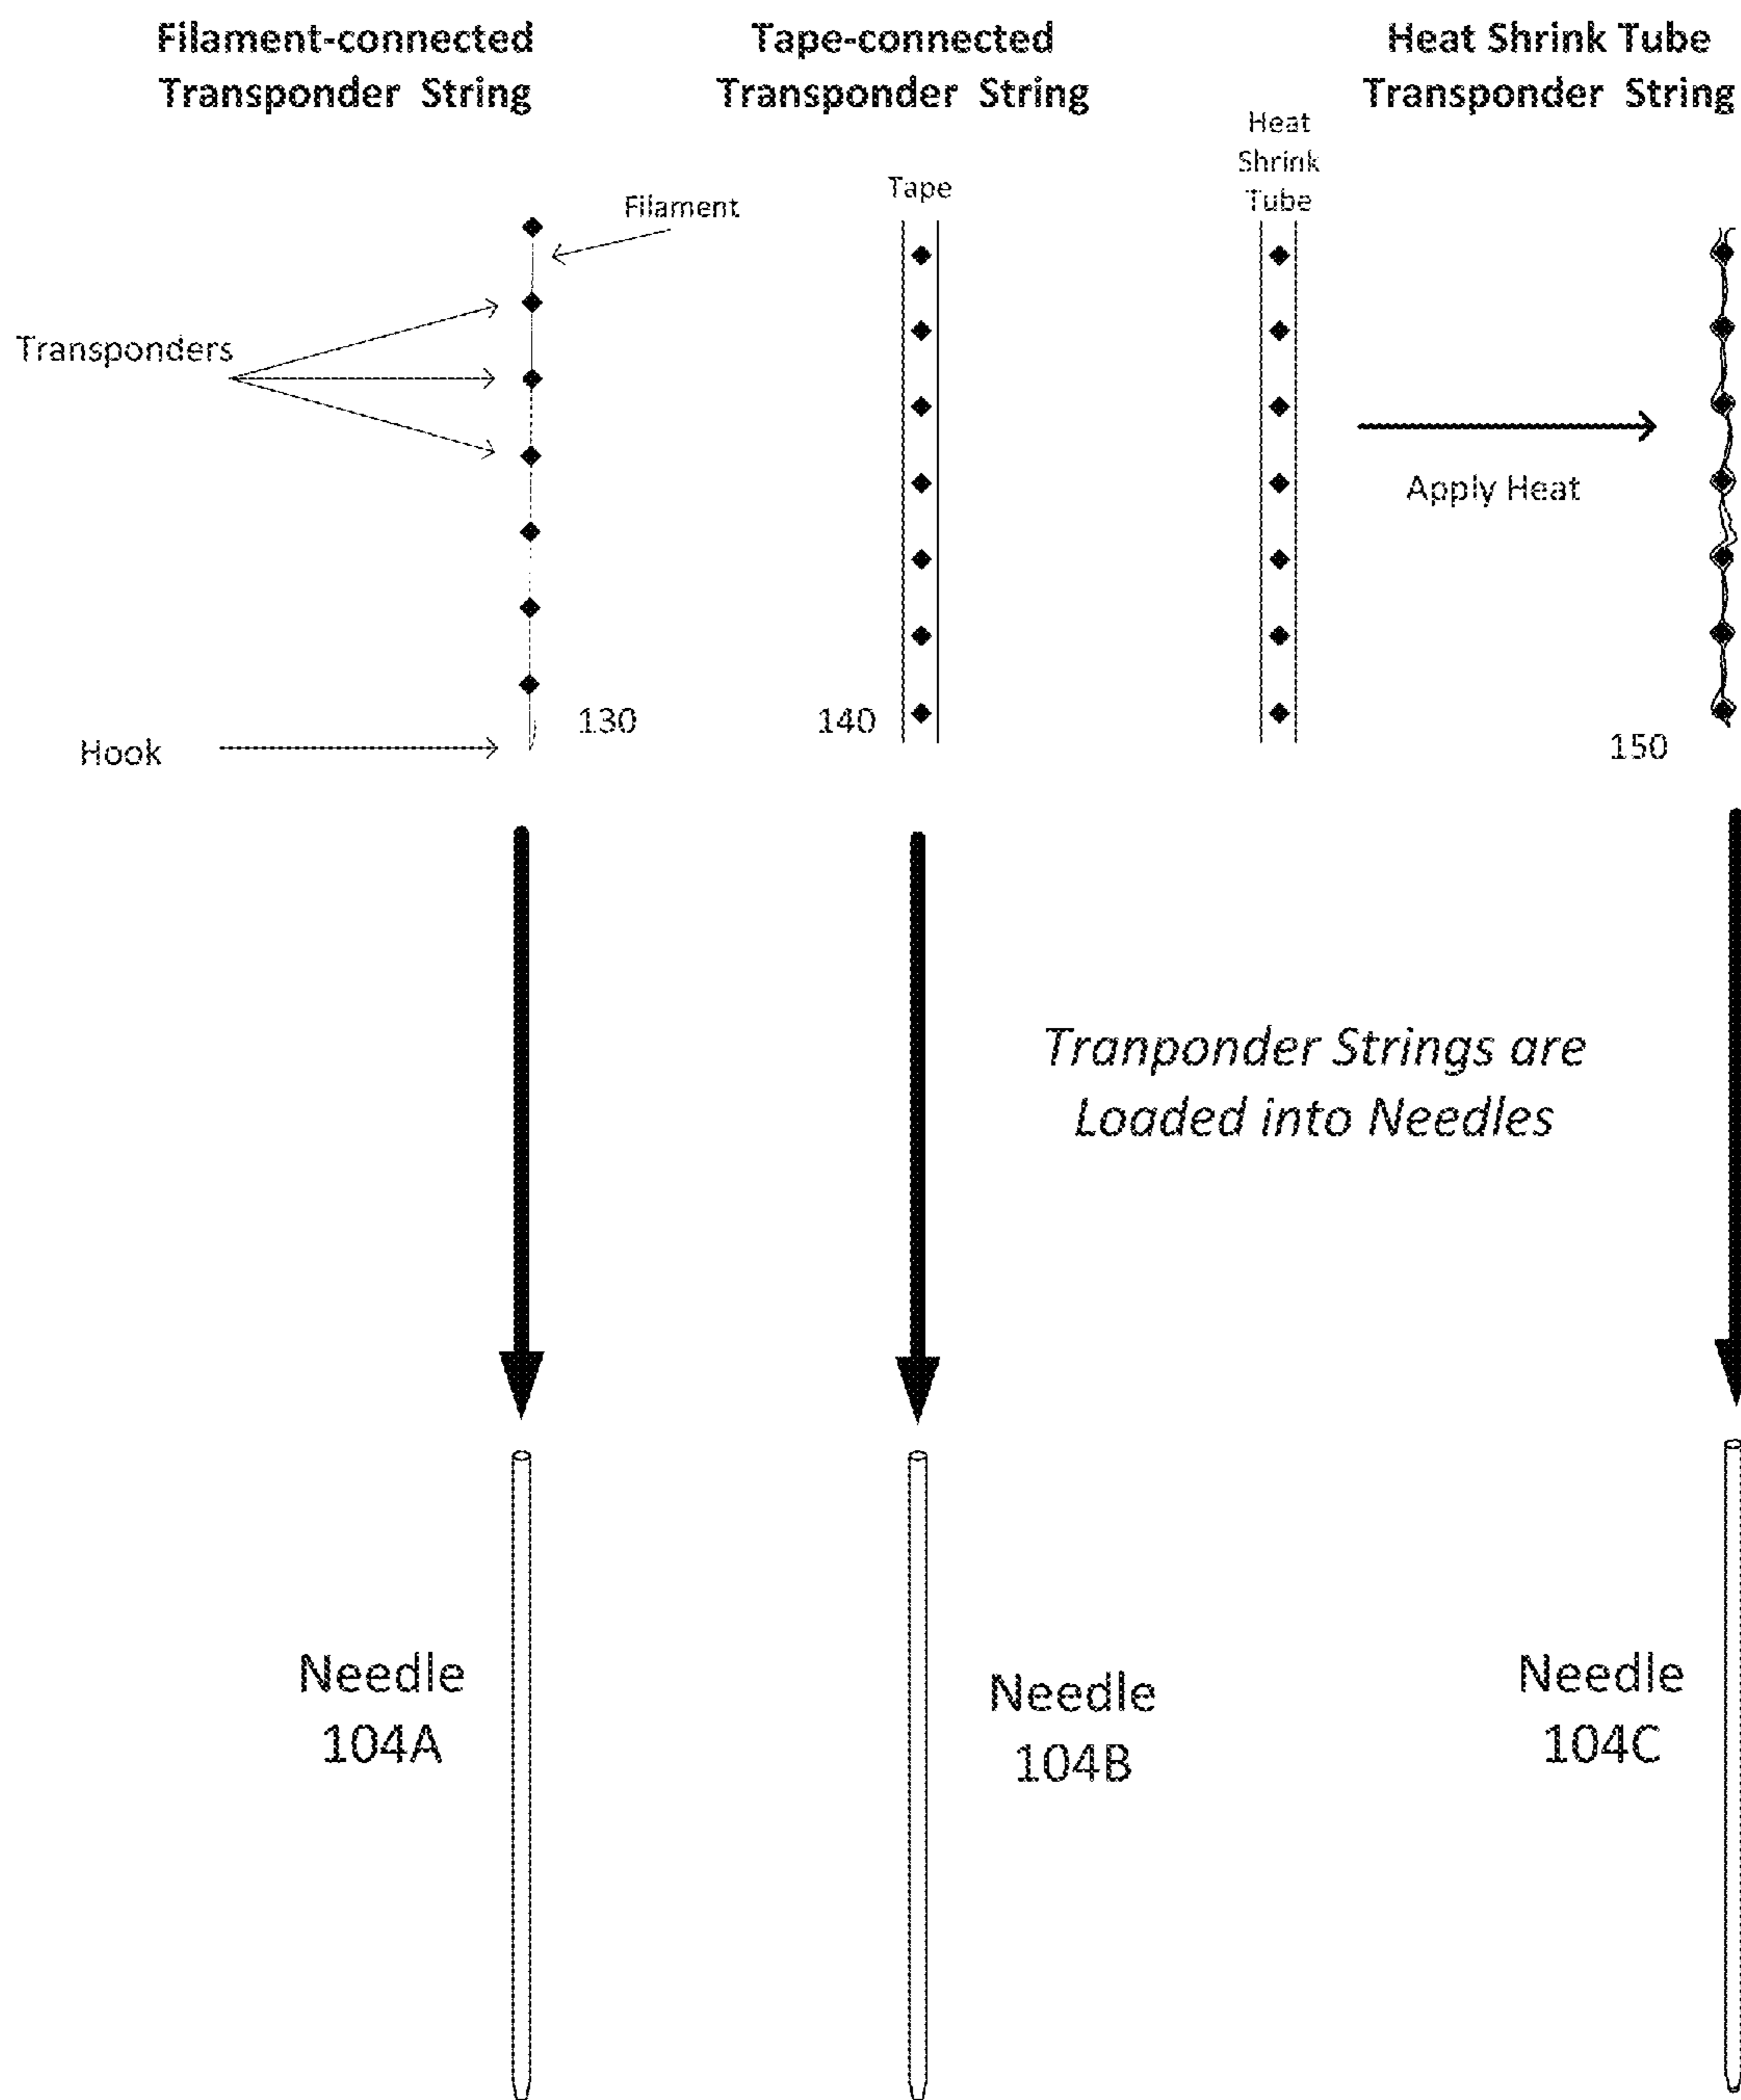 Filament-connected
Transponder String
Tape-connected
Transponder String
Heat Shrink Tube
Transponder String
Heat
Shrink
Tube
Tape
Filament
Transponders
Apply Heat
130
140
150
Hook
Tranponder Strings are
Loaded into Needles
Needle
104A
Needle
104B
Needle
104C